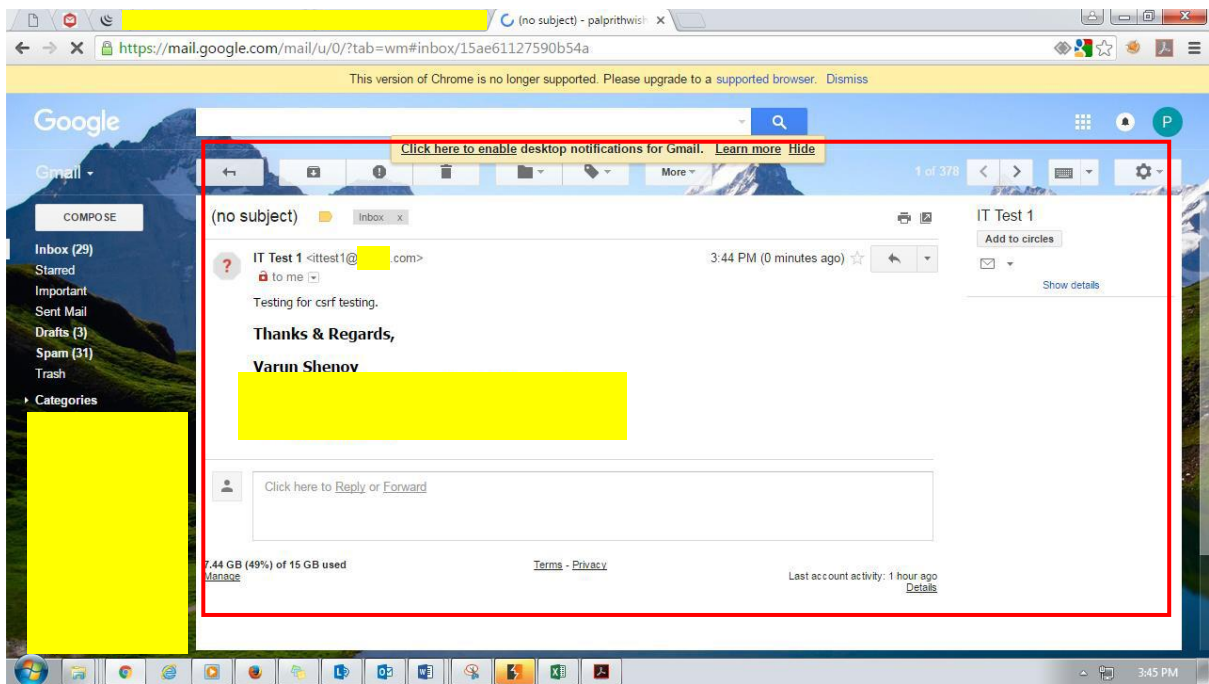 (no subject) - palprithwish
https://mail.google.com/mail/u/0/?tab=wm#inbox/15ae61127590b54a
This version of Chrome is no longer supported. Please upgrade to a supported browser. Dismiss
Google
P
Click here to enable desktop notifications for Gmail. Learn more Hide
Gmail
More
1 of 378
COMPOSE
(no subject)
Inbox x
IT Test 1
Add to circles
Show details
Inbox (29)
Starred
Important
Sent Mail
Drafts (3)
Spam (31)
Trash
Categories
IT Test 1 <ittest1@ .com>
3:44 PM (0 minutes ago)
to me
Testing for csrf testing.
Thanks & Regards,
Varun Shenoy
Click here to Reply or Forward
7.44 GB (49%) of 15 GB used
Manage
Terms - Privacy
Last account activity: 1 hour ago
Details
3:45 PM